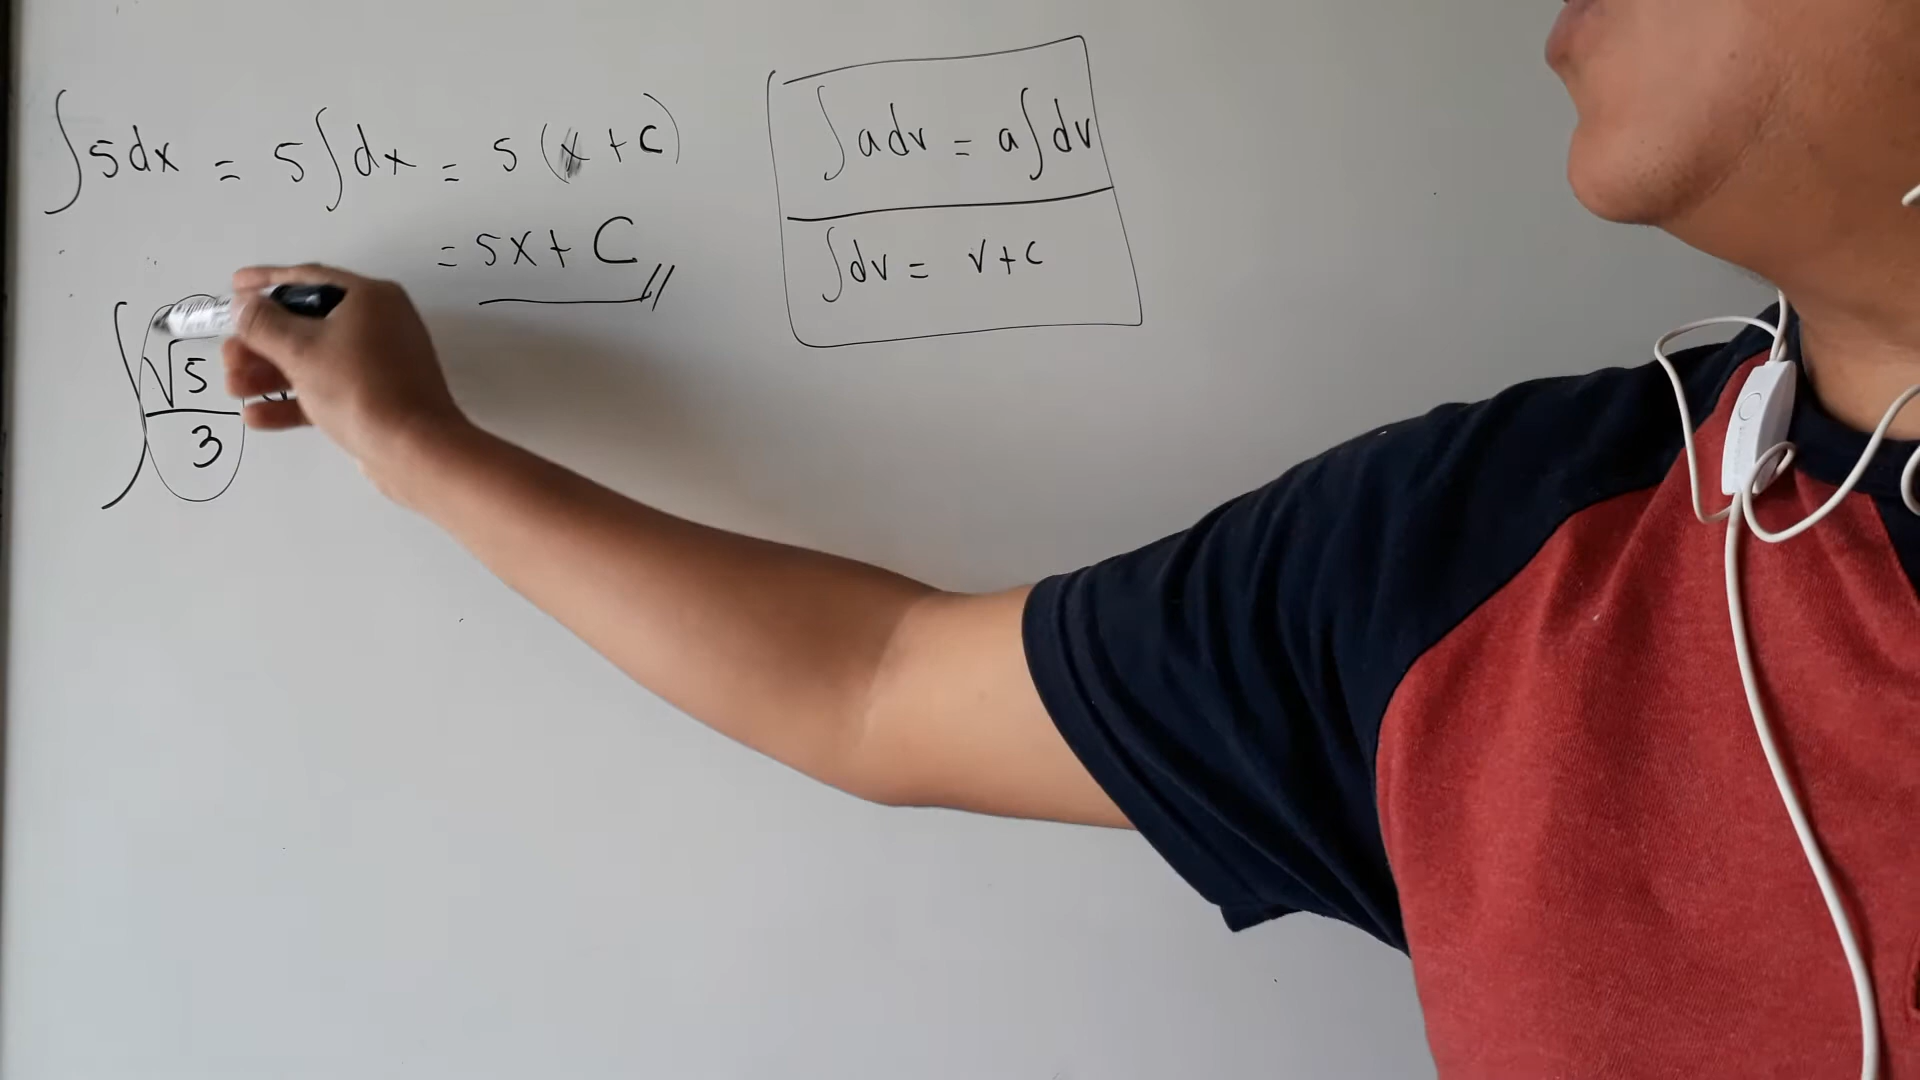 ∫5dx = 5∫dx = 5(x+c)
= 5x+C //
∫adv = a∫dv
∫dv = v+c
∫ √5/3